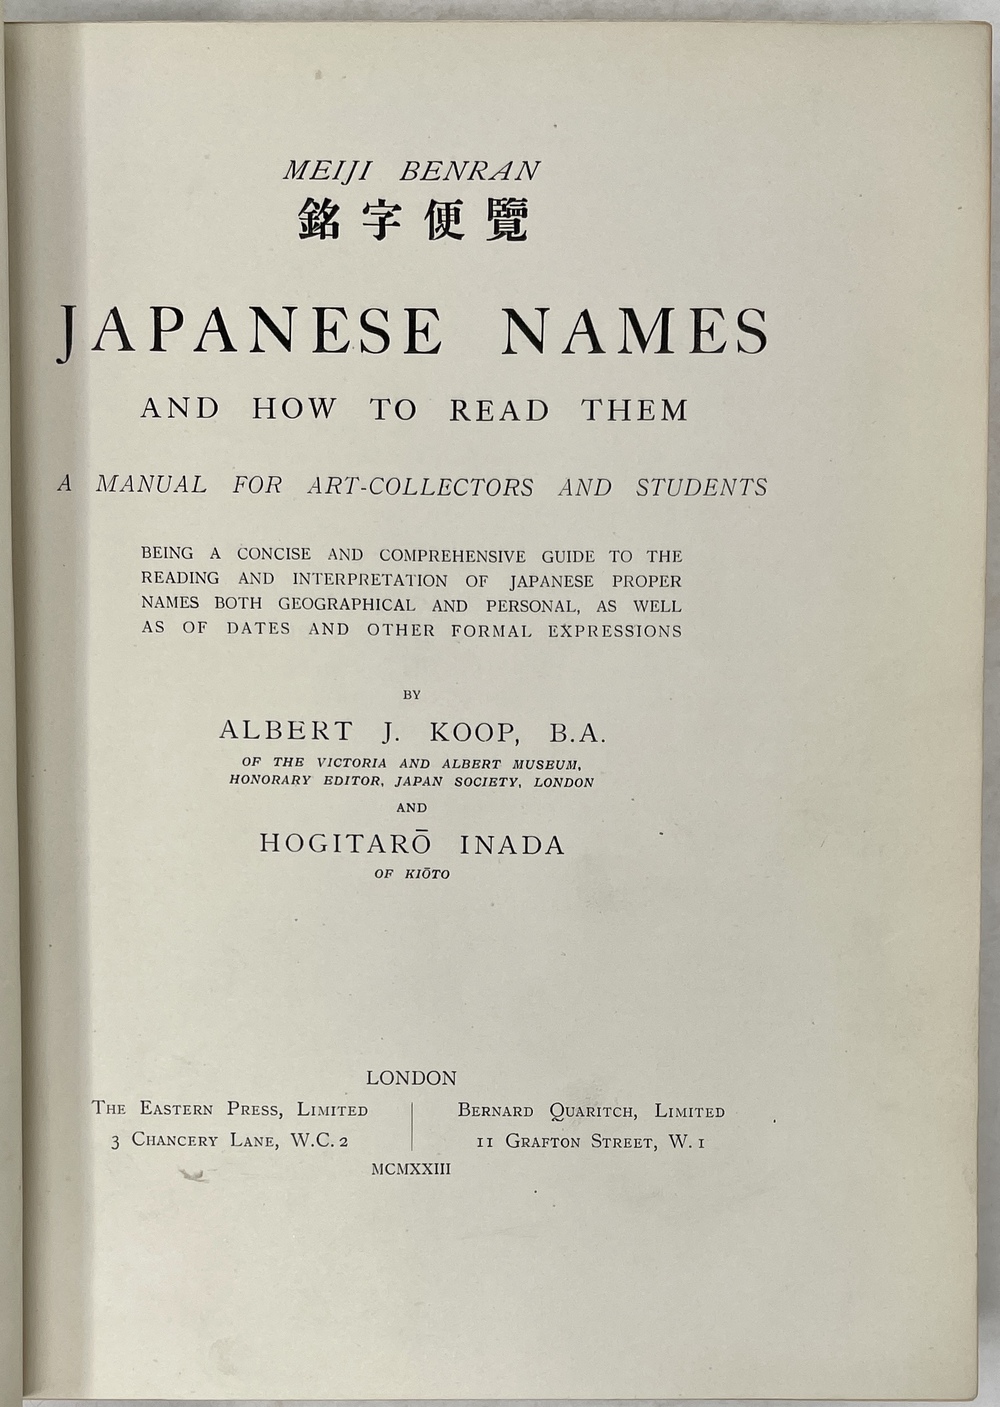 MEIJI BENRAN
銘字便覽
JAPANESE NAMES
AND HOW TO READ THEM
A MANUAL FOR ART-COLLECTORS AND STUDENTS
BEING A CONCISE AND COMPREHENSIVE GUIDE TO THE
READING AND INTERPRETATION OF JAPANESE PROPER
NAMES BOTH GEOGRAPHICAL AND PERSONAL, AS WELL
AS OF DATES AND OTHER FORMAL EXPRESSIONS
BY
ALBERT J. KOOP, B.A.
OF THE VICTORIA AND ALBERT MUSEUM,
HONORARY EDITOR, JAPAN SOCIETY, LONDON
AND
HOGITARŌ INADA
OF KIŌTO
LONDON
THE EASTERN PRESS, LIMITED
3 CHANCERY LANE, W.C. 2
BERNARD QUARITCH, LIMITED
11 GRAFTON STREET, W. 1
MCMXXIII